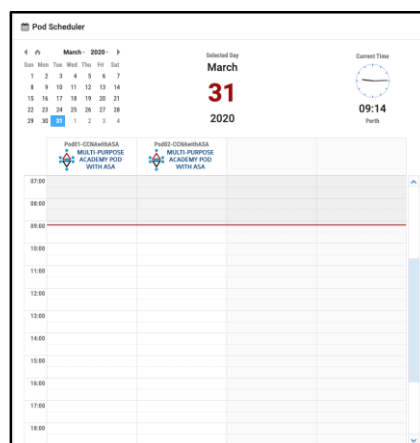 Pod Scheduler
March 2020
Sun Mon Tue Wed Thu Fri Sat
1 2 3 4 5 6 7
8 9 10 11 12 13 14
15 16 17 18 19 20 21
22 23 24 25 26 27 28
29 30 31 1 2 3 4
Selected Day
March
31
2020
Current Time
09:14
Perth
Pod01-CCNAwithASA
MULTI-PURPOSE
ACADEMY POD
WITH ASA
Pod02-CCNAwithASA
MULTI-PURPOSE
ACADEMY POD
WITH ASA
07:00
08:00
09:00
10:00
11:00
12:00
13:00
14:00
15:00
16:00
17:00
18:00